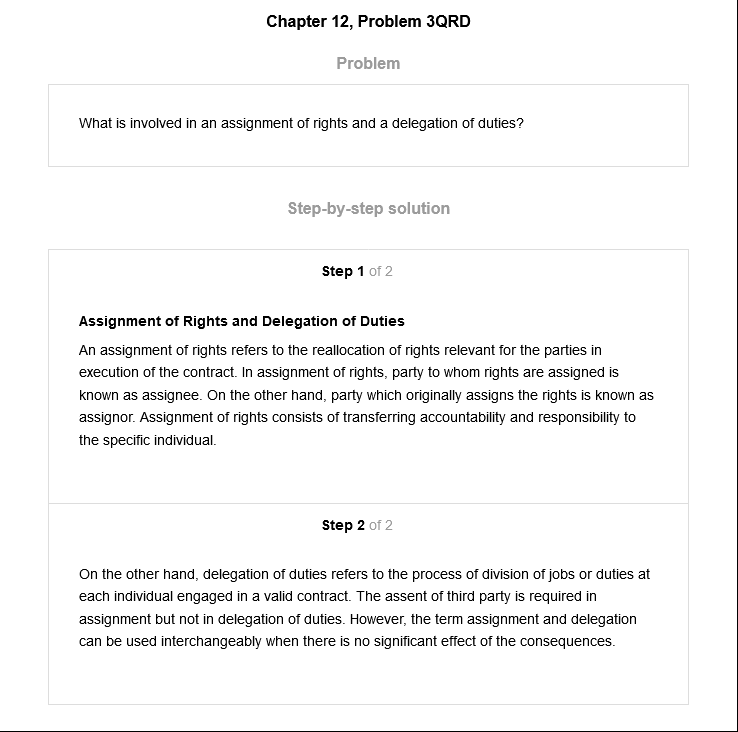 Chapter 12, Problem 3QRD
Problem
What is involved in an assignment of rights and a delegation of duties?
Step-by-step solution
Step 1 of 2
Assignment of Rights and Delegation of Duties
An assignment of rights refers to the reallocation of rights relevant for the parties in
execution of the contract. In assignment of rights, party to whom rights are assigned is
known as assignee. On the other hand, party which originally assigns the rights is known as
assignor. Assignment of rights consists of transferring accountability and responsibility to
the specific individual.
Step 2 of 2
On the other hand, delegation of duties refers to the process of division of jobs or duties at
each individual engaged in a valid contract. The assent of third party is required in
assignment but not in delegation of duties. However, the term assignment and delegation
can be used interchangeably when there is no significant effect of the consequences.